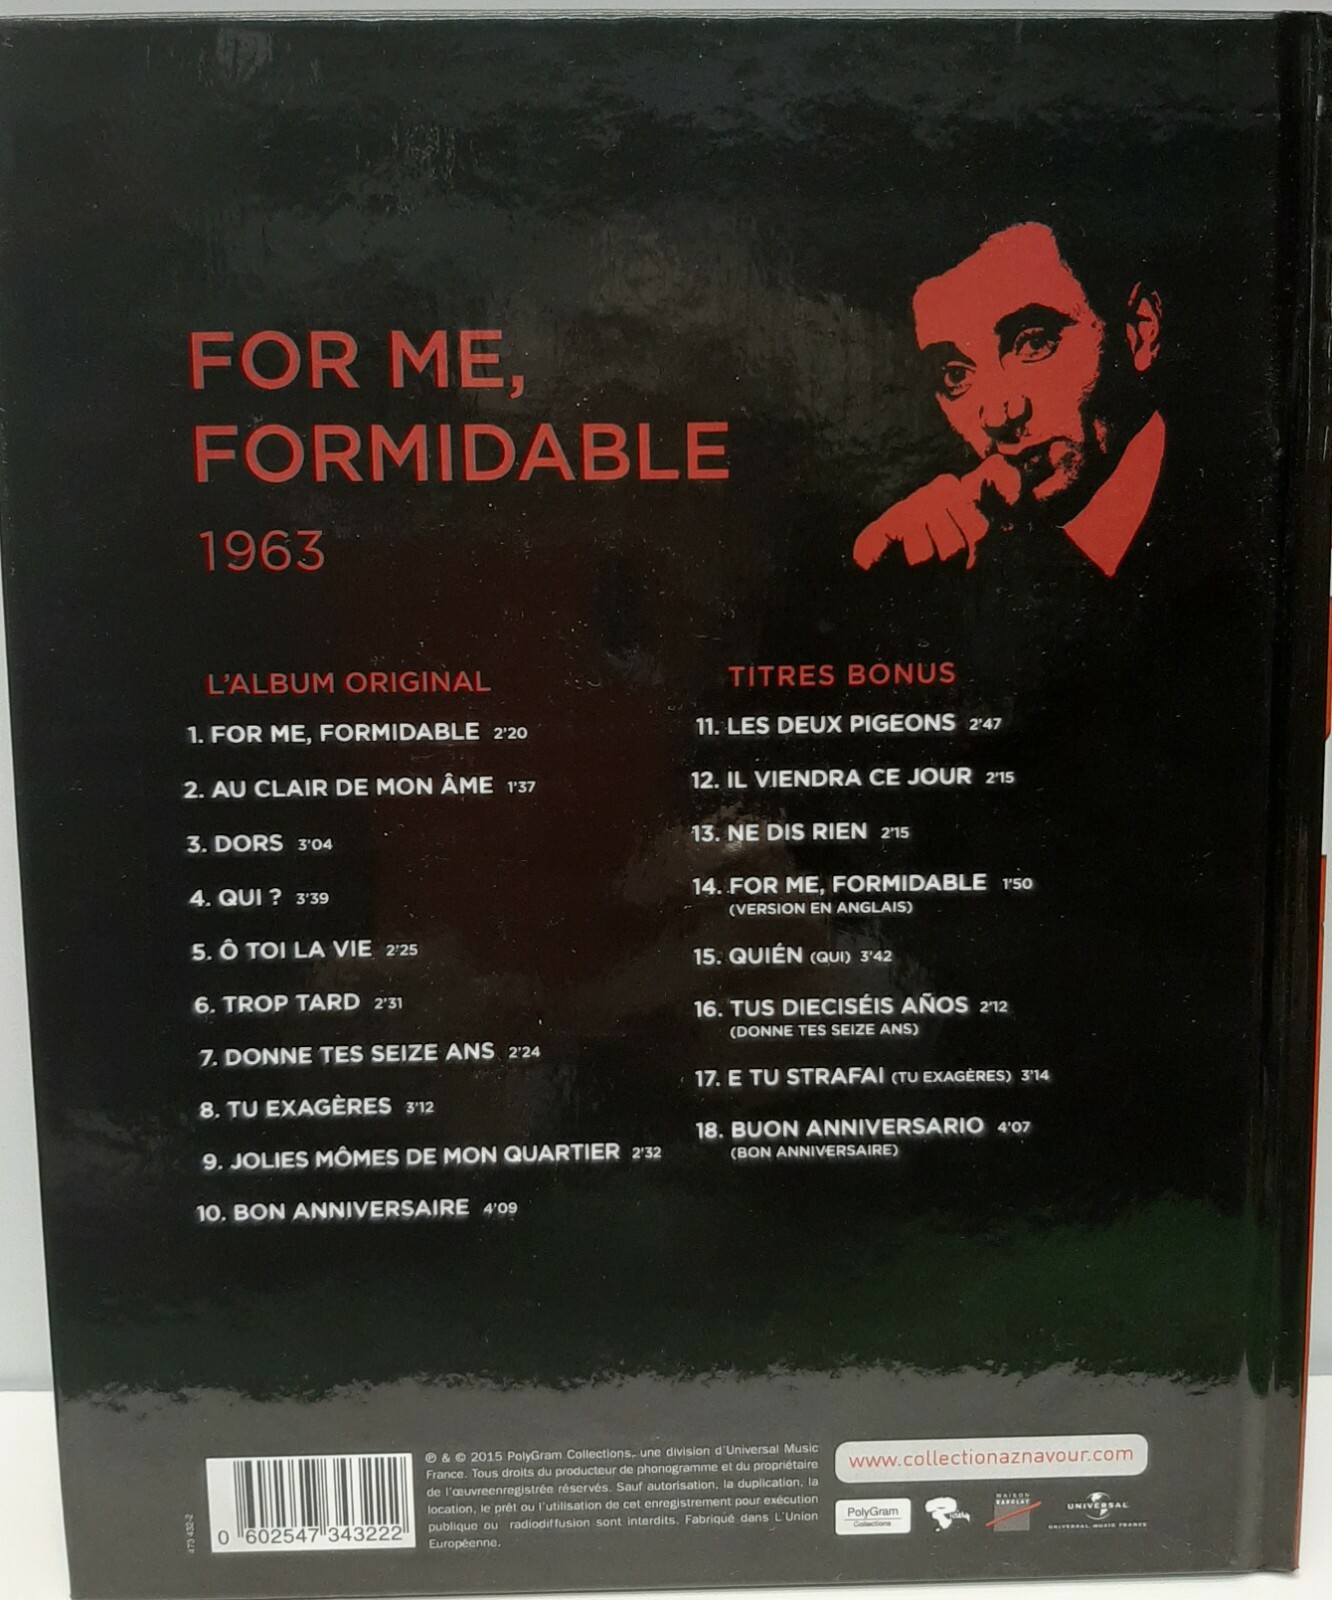 FOR ME,
FORMIDABLE
1963
L'ALBUM ORIGINAL
1. FOR ME, FORMIDABLE 2'20
2. AU CLAIR DE MON ÂME 1'37
3. DORS 3'04
4. QUI ? 3'39
5. Ô TOI LA VIE 2'25
6. TROP TARD 2'31
7. DONNE TES SEIZE ANS 2'24
8. TU EXAGÈRES 3'12
9. JOLIES MÔMES DE MON QUARTIER 2'32
10. BON ANNIVERSAIRE 4'09
TITRES BONUS
11. LES DEUX PIGEONS 2'47
12. IL VIENDRA CE JOUR 2'15
13. NE DIS RIEN 2'15
14. FOR ME, FORMIDABLE 1'50
(VERSION EN ANGLAIS)
15. QUIÉN (QUI) 3'42
16. TUS DIECISÉIS AÑOS 2'12
(DONNE TES SEIZE ANS)
17. E TU STRAFAI (TU EXAGÈRES) 3'14
18. BUON ANNIVERSARIO 4'07
(BON ANNIVERSAIRE)
473 432-2
0 602547 343222
℗ & © 2015 PolyGram Collections, une division d'Universal Music
France. Tous droits du producteur de phonogramme et du propriétaire
de l'œuvreenregistrée réservés. Sauf autorisation, la duplication, la
location, le prêt ou l'utilisation de cet enregistrement pour exécution
publique ou radiodiffusion sont interdits. Fabriqué dans L'Union
Européenne.
www.collectionaznavour.com
PolyGram
Collections
MAISON
BARCLAY
UNIVERSAL
UNIVERSAL MUSIC FRANCE